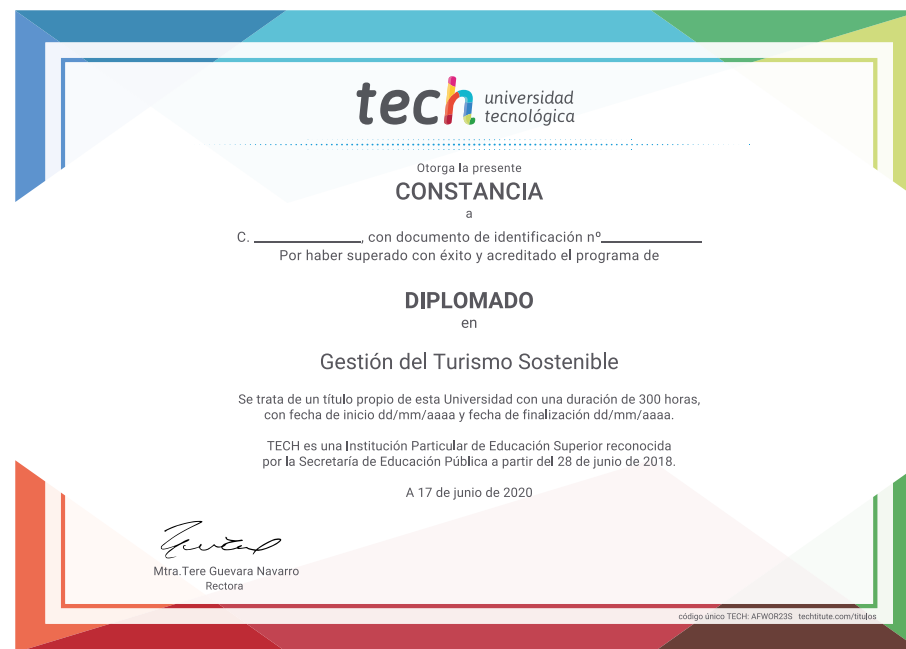 tech universidad
tecnológica
Otorga la presente
CONSTANCIA
a
C. ____________, con documento de identificación nº____________
Por haber superado con éxito y acreditado el programa de
DIPLOMADO
en
Gestión del Turismo Sostenible
Se trata de un título propio de esta Universidad con una duración de 300 horas,
con fecha de inicio dd/mm/aaaa y fecha de finalización dd/mm/aaaa.
TECH es una Institución Particular de Educación Superior reconocida
por la Secretaría de Educación Pública a partir del 28 de junio de 2018.
A 17 de junio de 2020
Mtra.Tere Guevara Navarro
Rectora
código único TECH: AFWOR23S techtitute.com/titulos